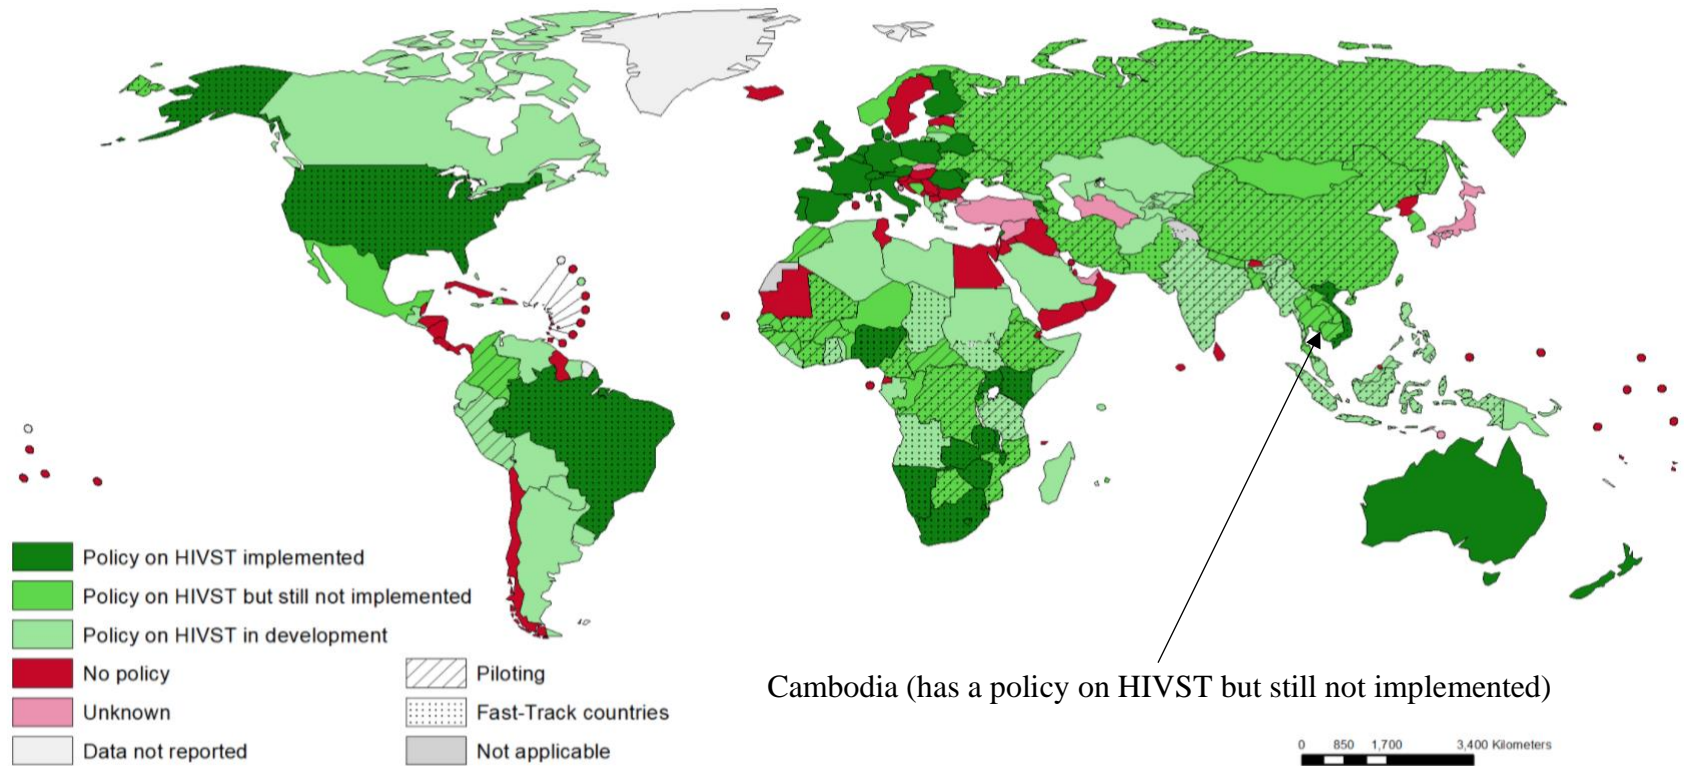 Policy on HIVST implemented
Policy on HIVST but still not implemented
Policy on HIVST in development
No policy
Unknown
Data not reported
Piloting
Fast-Track countries
Not applicable
Cambodia (has a policy on HIVST but still not implemented)
0 850 1,700 3,400 Kilometers